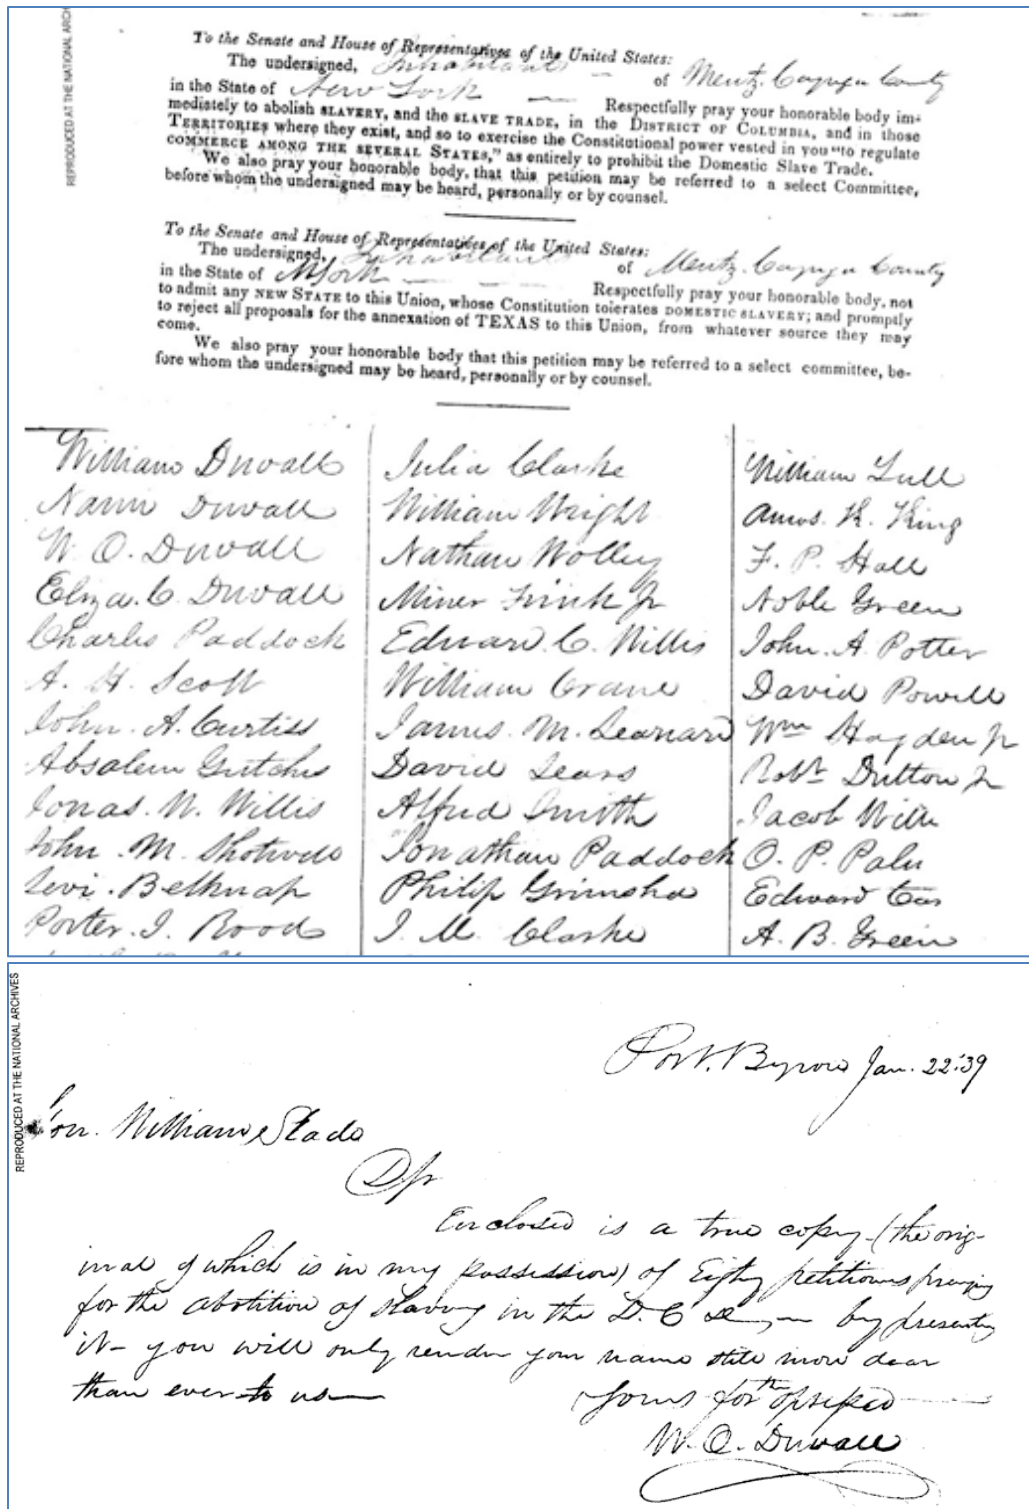 REPRODUCED AT THE NATIONAL ARCH
To the Senate and House of Representatives of the United States:
The undersigned, Inhabitants of Mentz Cayuga County
in the State of New York Respectfully pray your honorable body im-
mediately to abolish SLAVERY, and the SLAVE TRADE, in the DISTRICT OF COLUMBIA, and in those
TERRITORIES where they exist, and so to exercise the Constitutional power vested in you "to regulate
COMMERCE AMONG THE SEVERAL STATES," as entirely to prohibit the Domestic Slave Trade.
We also pray your honorable body, that this petition may be referred to a select Committee,
before whom the undersigned may be heard, personally or by counsel.
To the Senate and House of Representatives of the United States:
The undersigned, Inhabitants of Mentz Cayuga County
in the State of N York Respectfully pray your honorable body, not
to admit any NEW STATE to this Union, whose Constitution tolerates DOMESTIC SLAVERY; and promptly
to reject all proposals for the annexation of TEXAS to this Union, from whatever source they may
come.
We also pray your honorable body that this petition may be referred to a select committee, be-
fore whom the undersigned may be heard, personally or by counsel.
William Duvall
Duvall
W. O. Duvall
Eliza. C. Duvall
Charles Paddock
A. H. Scott
John. A. Curtiss
Absalem
Jonas. W. Willis
John. M.
Levi. Belknap
Porter. J. Rood
Julia Clarke
William Wright
Nathan Wolley
Miner Jr
Edward C. Willis
William Crane
James. M. Leonard
David Sears
Alfred Smith
Jonathan Paddock
Philip
Clarke
William Lull
Amos. K. King
F. P. Hall
Noble Green
John. A Potter
David Powell
Wm Hayden Jr
Robt Dutton Jr
Jacob
O. P.
Edward
A. B. Green
REPRODUCED AT THE NATIONAL ARCHIVES
Port. Byron Jan. 22. 39
Hon. William Slade
Dr Sr
Enclosed is a true copy (the orig-
inal of which is in my possession) of Eighty petitioners praying
for the abolition of slavery in the D. C by presenting
it - you will only render your name still more dear
than ever to us
Yours for the oppressed
W. O. Duvall